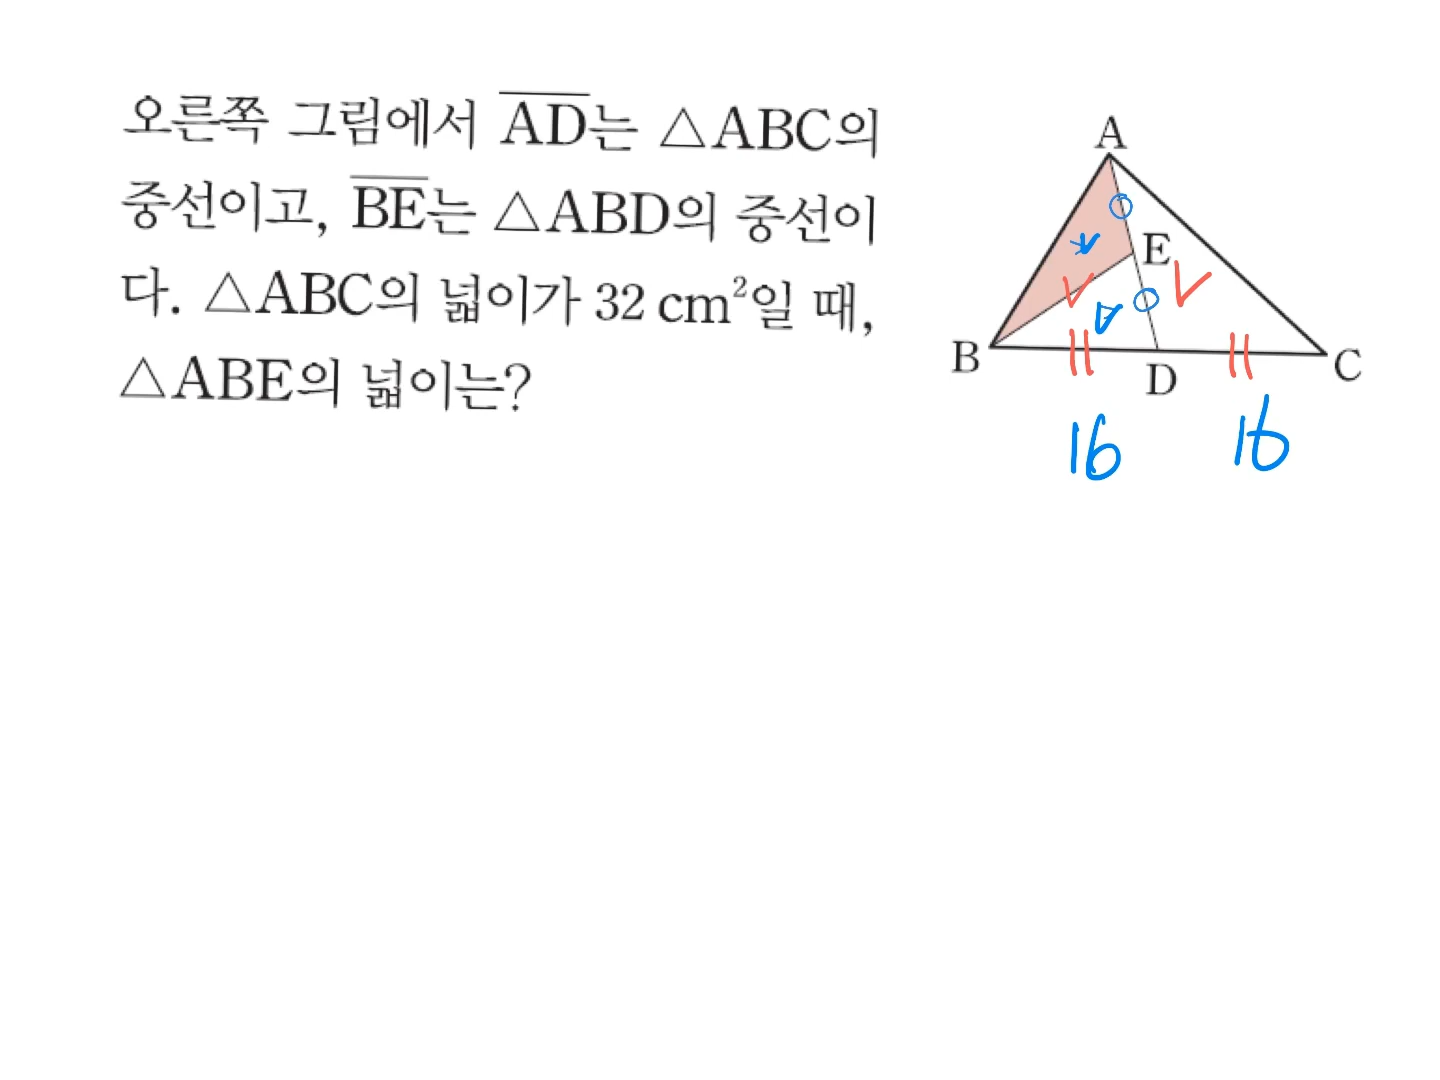 오른쪽 그림에서 AD는 △ABC의
중선이고, BE는 △ABD의 중선이
다. △ABC의 넓이가 32 cm²일 때,
△ABE의 넓이는?
A
E
B
D
C
16
16